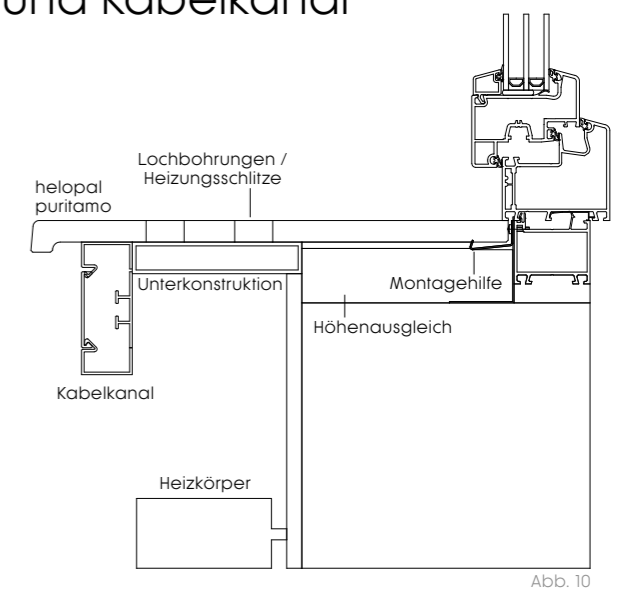 und Kabelkanal
Lochbohrungen /
Heizungsschlitze
helopal
puritamo
Unterkonstruktion
Montagehilfe
Höhenausgleich
Kabelkanal
Heizkörper
Abb. 10